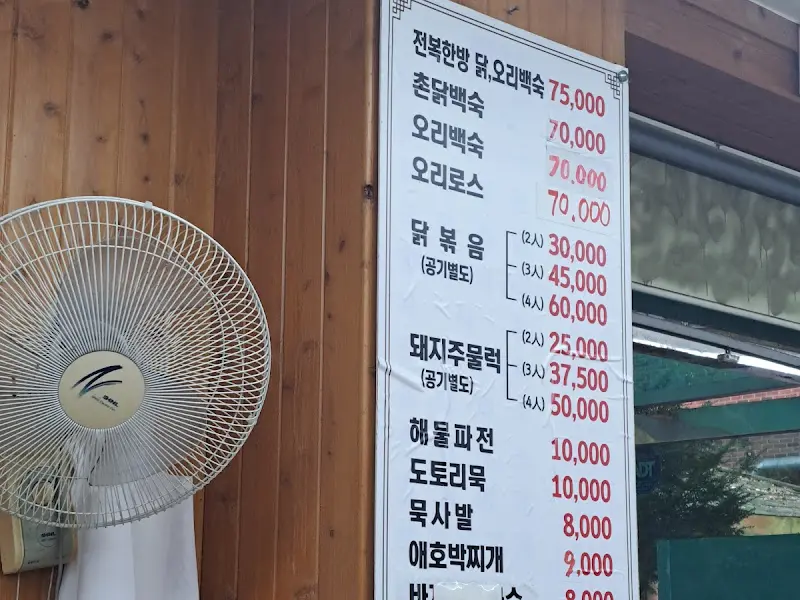 전복한방 닭,오리백숙 75,000
촌닭백숙 70,000
오리백숙 70.000
오리로스 70.000
닭볶음 (2人) 30,000
(공기별도) (3人) 45,000
(4人) 60,000
돼지주물럭 (2人) 25,000
(공기별도) (3人) 37,500
(4人) 50,000
해물파전 10,000
도토리묵 10,000
묵사발 8,000
애호박찌개 9,000
8,000